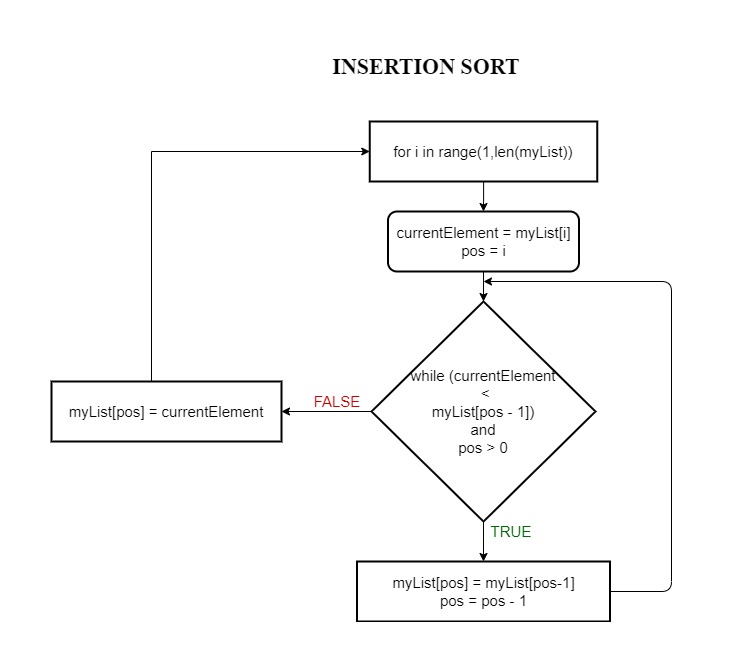 INSERTION SORT
for i in range(1,len(myList))
currentElement = myList[i]
pos = i
while (currentElement
<
myList[pos - 1])
and
pos > 0
FALSE
myList[pos] = currentElement
TRUE
myList[pos] = myList[pos-1]
pos = pos - 1